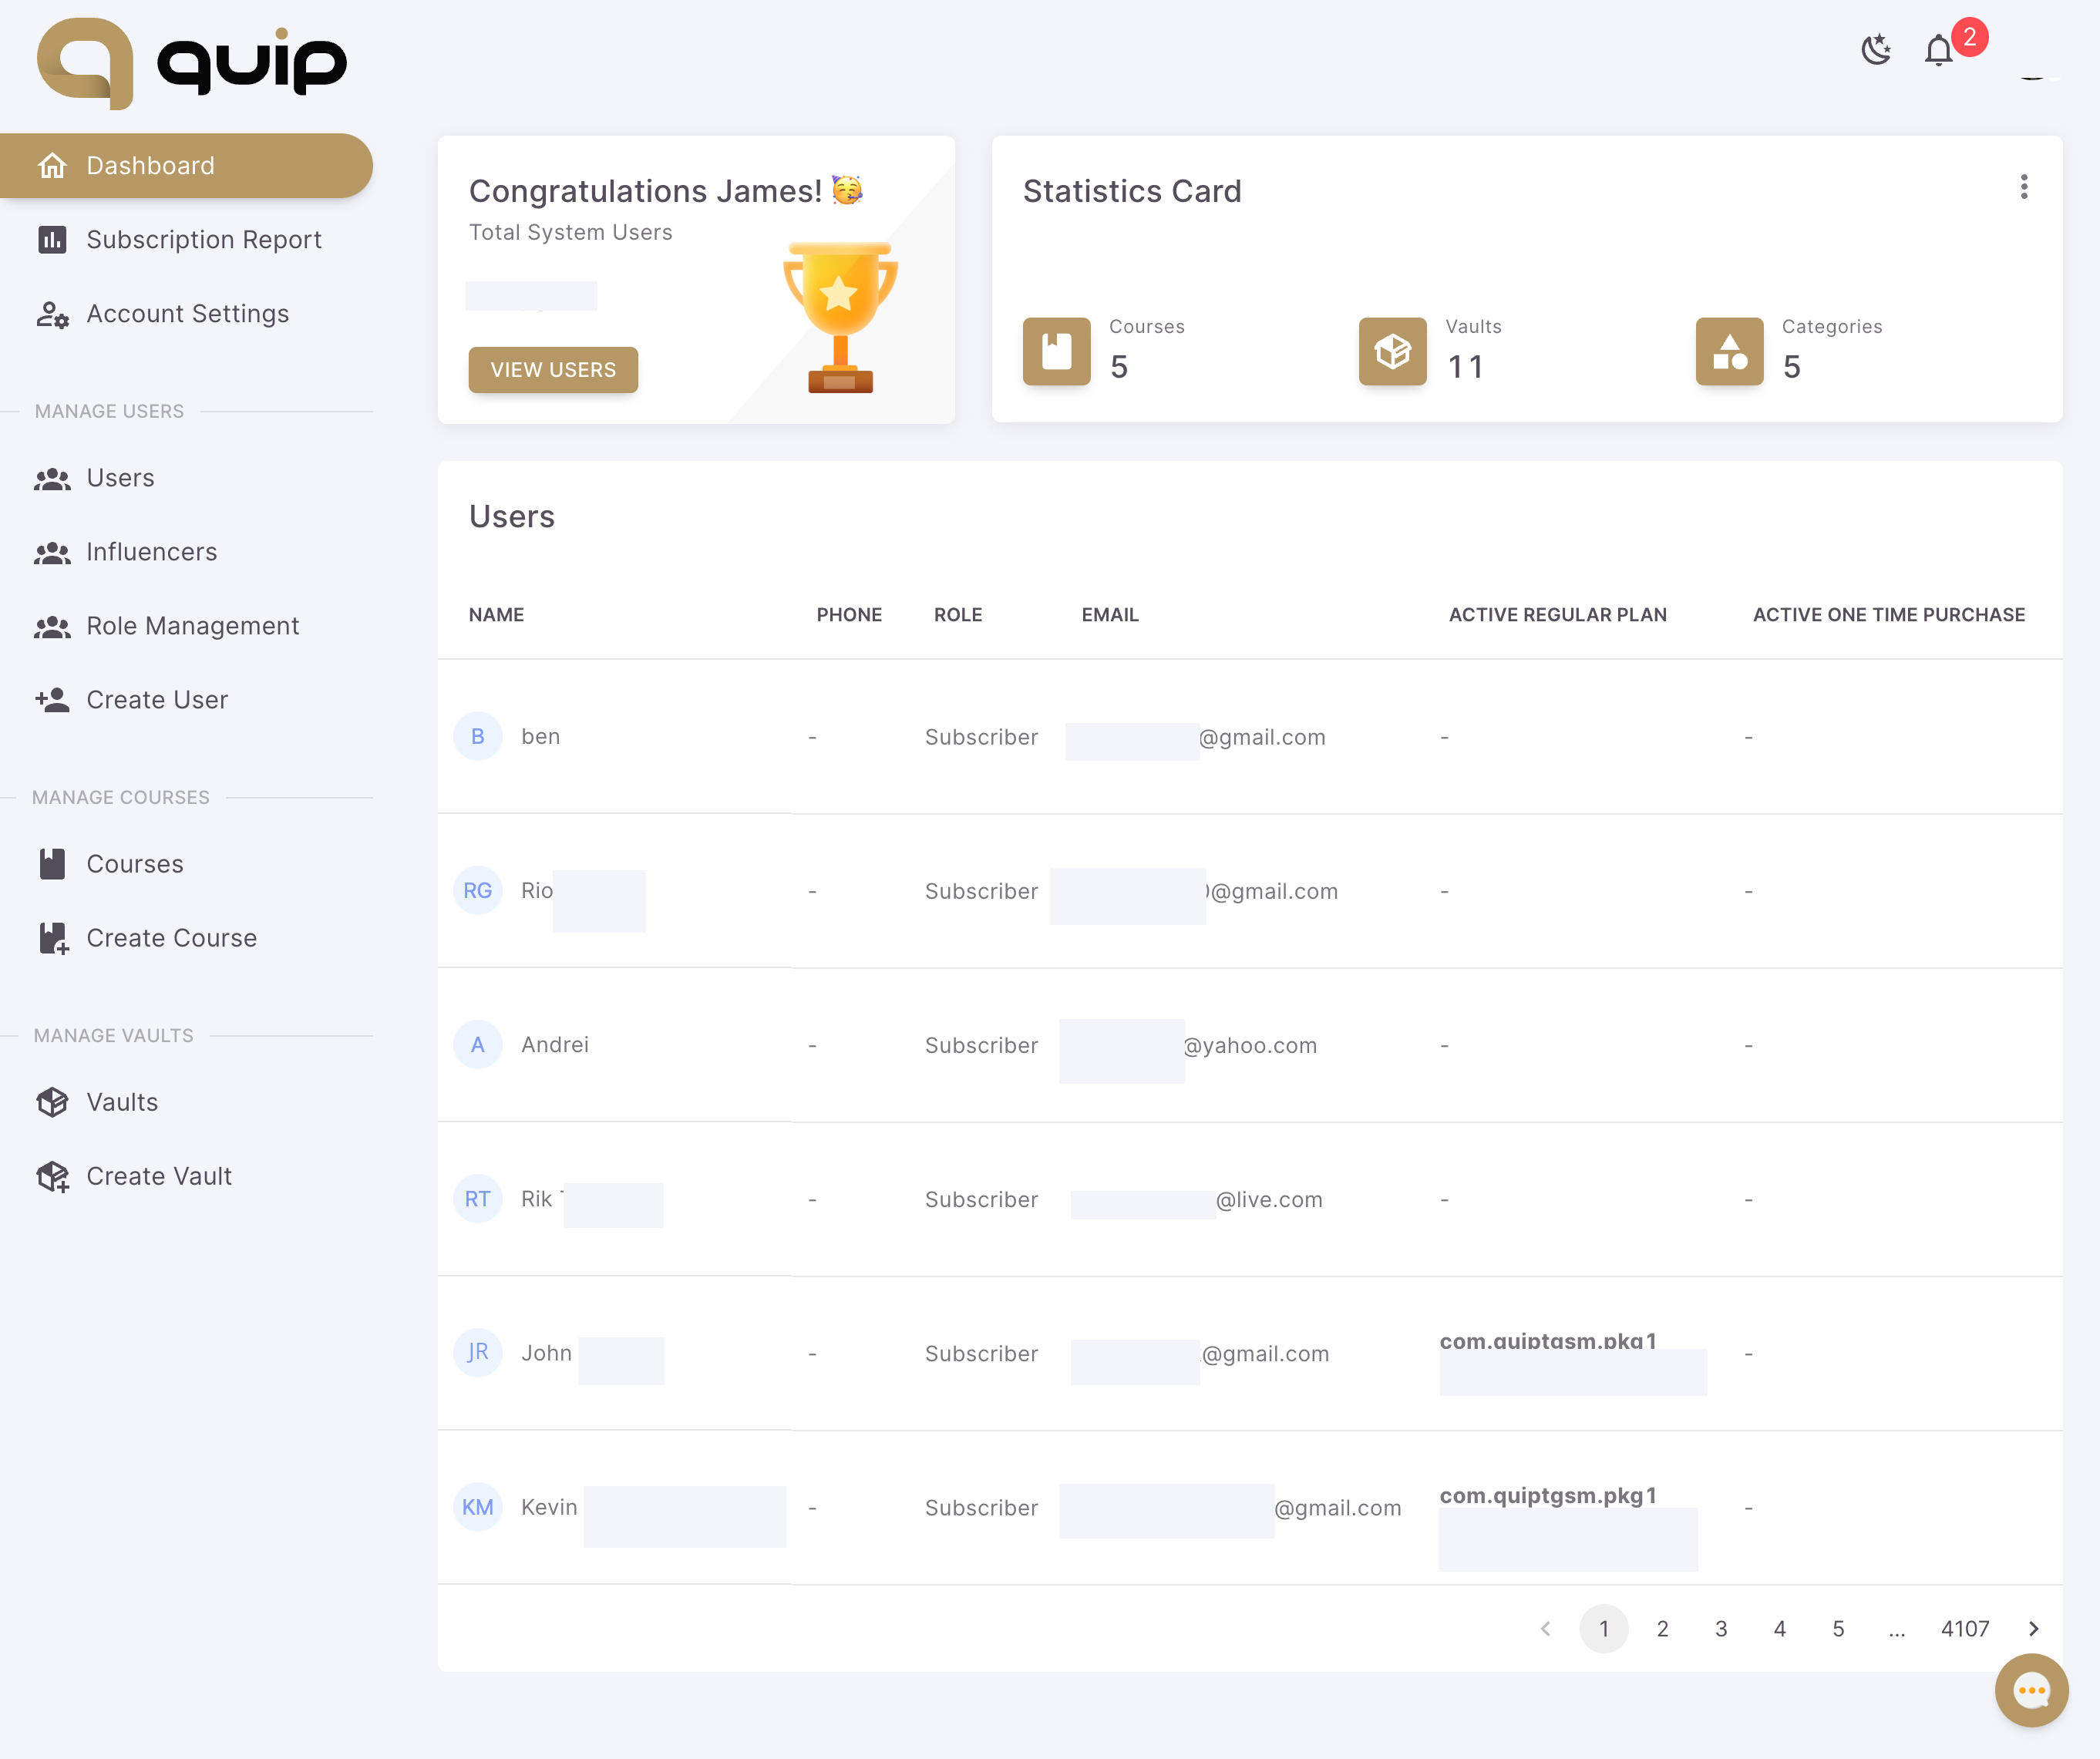 quip
2
Dashboard
Subscription Report
Account Settings
MANAGE USERS
Users
Influencers
Role Management
Create User
MANAGE COURSES
Courses
Create Course
MANAGE VAULTS
Vaults
Create Vault
Congratulations James! 🥳
Total System Users
VIEW USERS
Statistics Card
Courses
5
Vaults
11
Categories
5
Users
NAME PHONE ROLE EMAIL ACTIVE REGULAR PLAN ACTIVE ONE TIME PURCHASE
B ben - Subscriber @gmail.com - -
RG Rio - Subscriber @gmail.com - -
A Andrei - Subscriber @yahoo.com - -
RT Rik - Subscriber @live.com - -
JR John - Subscriber @gmail.com com.quiptgsm.pkg1 -
KM Kevin - Subscriber @gmail.com com.quiptgsm.pkg1 -
1 2 3 4 5 ... 4107